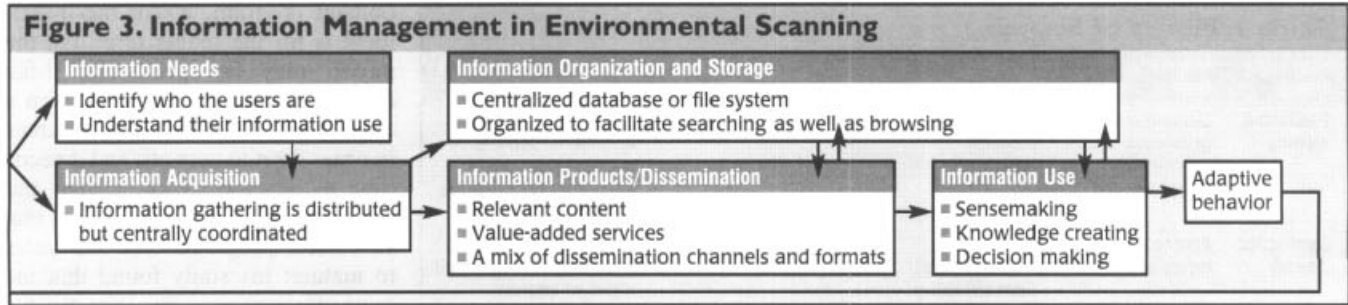 Figure 3. Information Management in Environmental Scanning
Information Needs
Identify who the users are
Understand their information use
Information Organization and Storage
Centralized database or file system
Organized to facilitate searching as well as browsing
Information Acquisition
Information gathering is distributed
but centrally coordinated
Information Products/Dissemination
Relevant content
Value-added services
A mix of dissemination channels and formats
Information Use
Sensemaking
Knowledge creating
Decision making
Adaptive
behavior